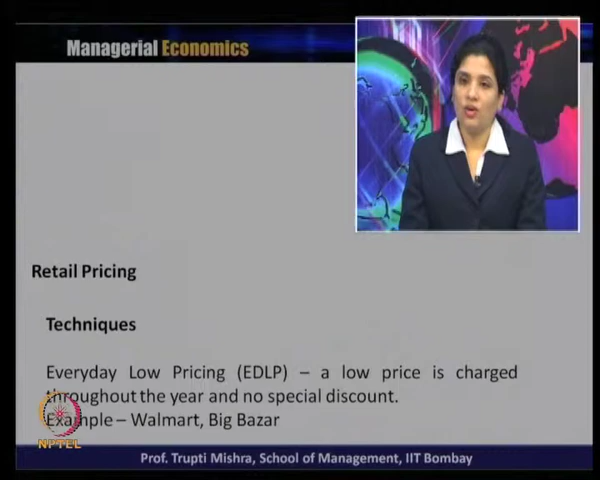 Managerial Economics
Retail Pricing
Techniques
Everyday Low Pricing (EDLP) – a low price is charged
throughout the year and no special discount.
Example – Walmart, Big Bazar
NPTEL
Prof. Trupti Mishra, School of Management, IIT Bombay